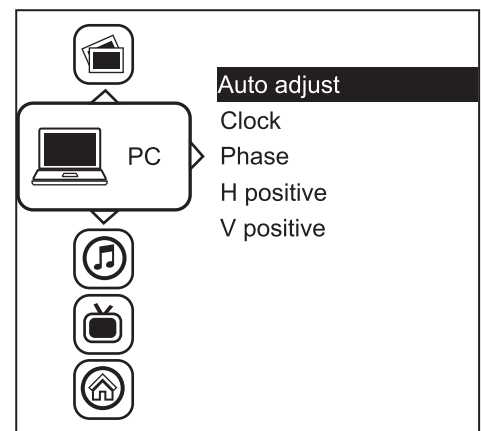 Auto adjust
PC
Clock
Phase
H positive
V positive